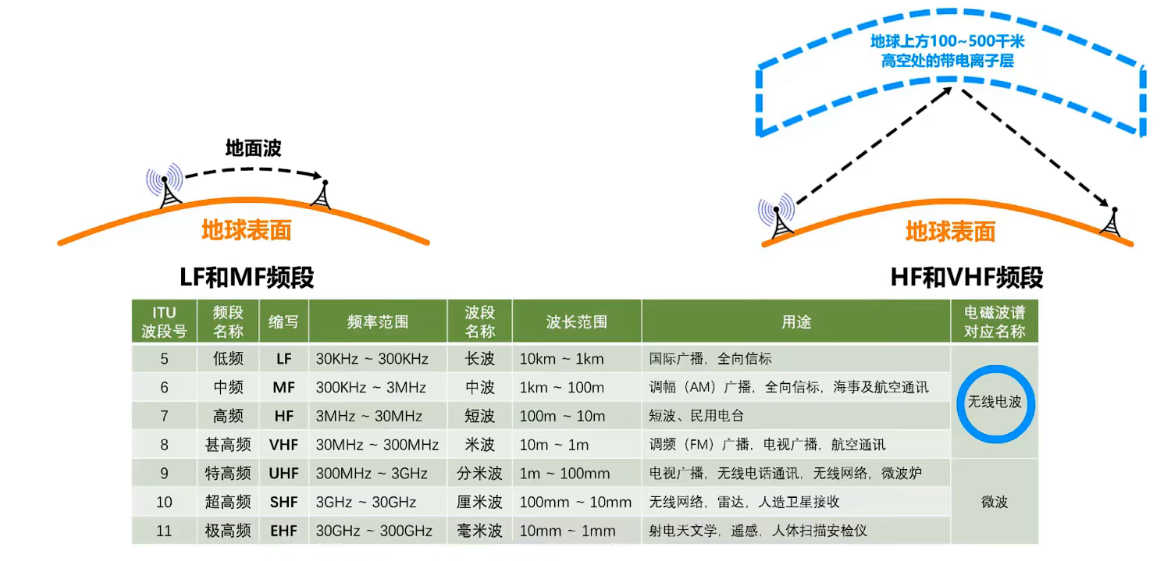 地球上方100~500千米
高空处的带电离子层
地面波
地球表面
地球表面
LF和MF频段
HF和VHF频段
ITU 波段号 频段名称 缩写 频率范围 波段名称 波长范围 用途 电磁波谱对应名称
5 低频 LF 30KHz ~ 300KHz 长波 10km ~ 1km 国际广播，全向信标
6 中频 MF 300KHz ~ 3MHz 中波 1km ~ 100m 调幅（AM）广播，全向信标，海事及航空通讯
7 高频 HF 3MHz ~ 30MHz 短波 100m ~ 10m 短波、民用电台
无线电波
8 甚高频 VHF 30MHz ~ 300MHz 米波 10m ~ 1m 调频（FM）广播，电视广播，航空通讯
9 特高频 UHF 300MHz ~ 3GHz 分米波 1m ~ 100mm 电视广播，无线电话通讯，无线网络，微波炉
10 超高频 SHF 3GHz ~ 30GHz 厘米波 100mm ~ 10mm 无线网络，雷达，人造卫星接收
微波
11 极高频 EHF 30GHz ~ 300GHz 毫米波 10mm ~ 1mm 射电天文学，遥感，人体扫描安检仪